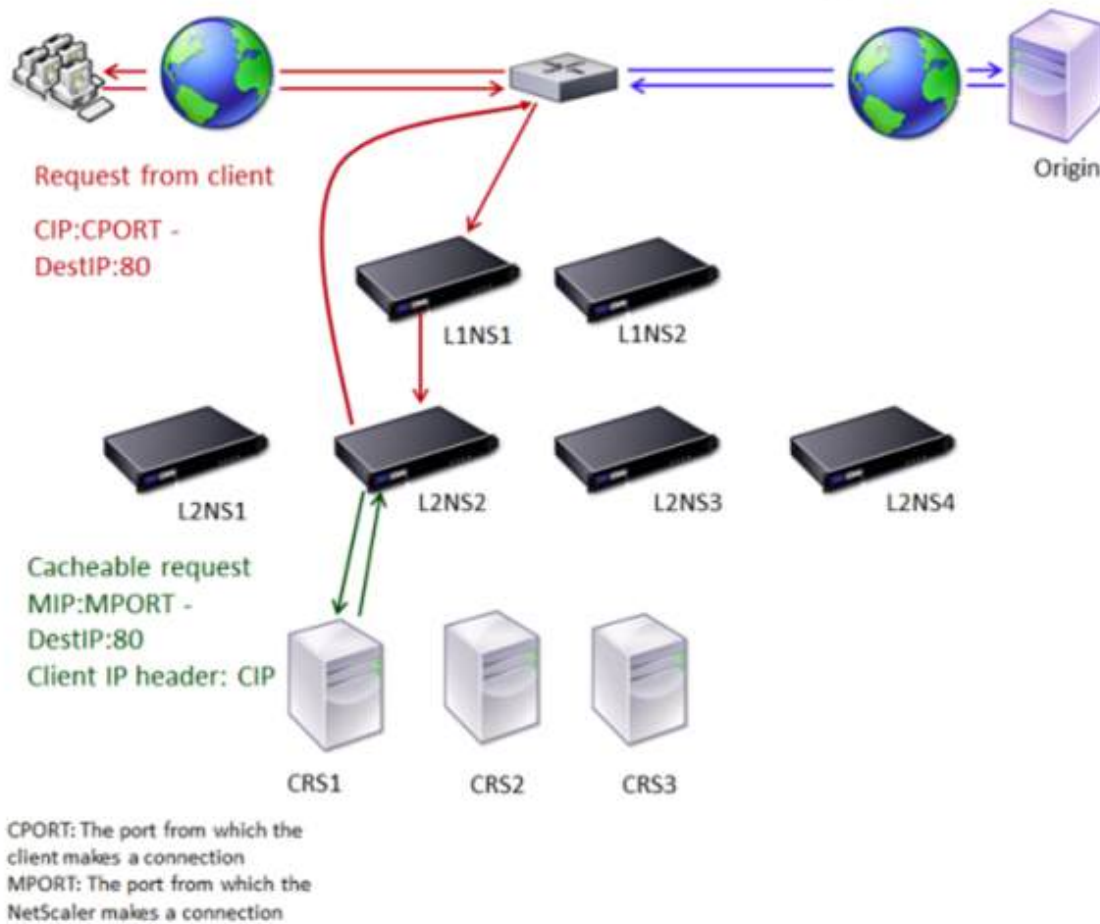 Origin
Request from client
CIP:CPORT -
DestIP:80
L1NS1
L1NS2
L2NS1
L2NS2
L2NS3
L2NS4
Cacheable request
MIP:MPORT -
DestIP:80
Client IP header: CIP
CRS1
CRS2
CRS3
CPORT: The port from which the
client makes a connection
MPORT: The port from which the
NetScaler makes a connection